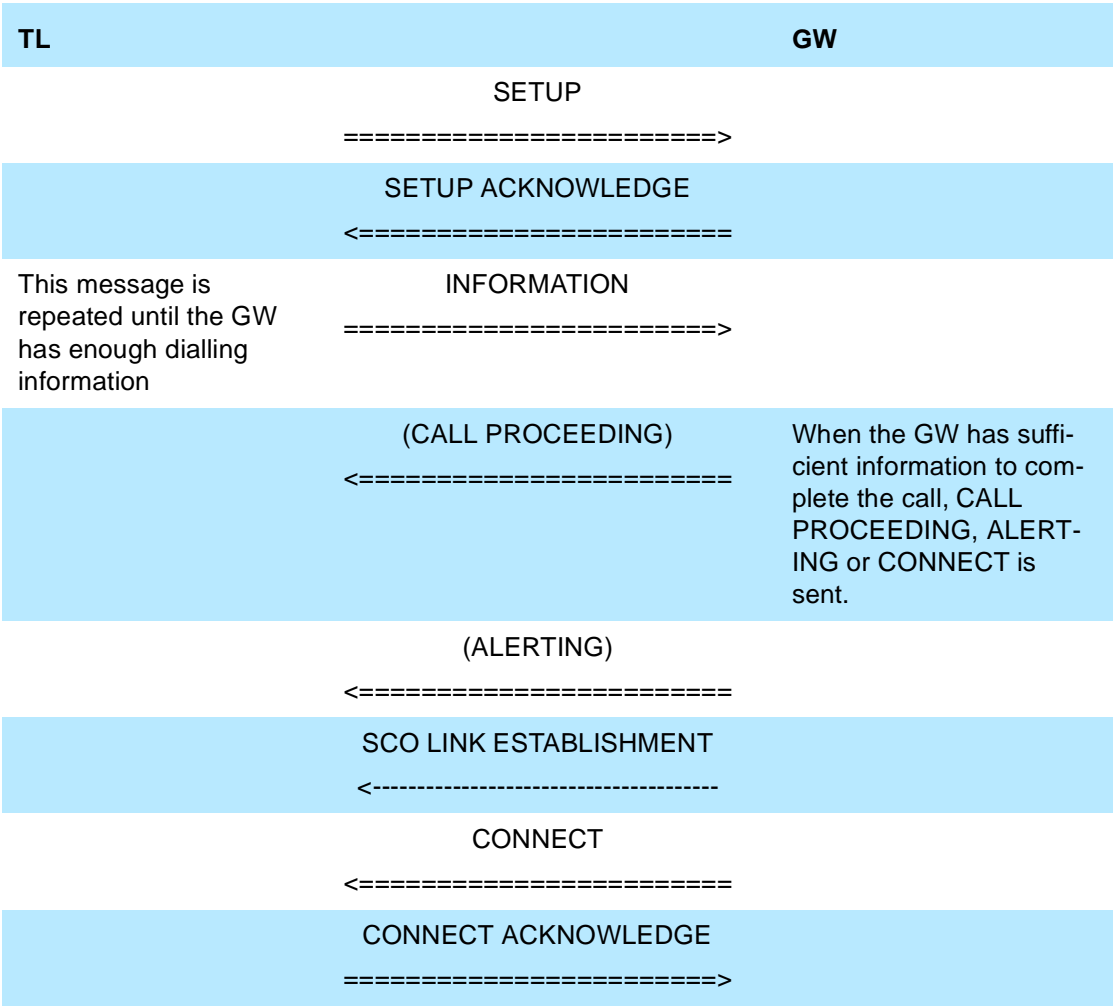 TL GW
SETUP
========================>
SETUP ACKNOWLEDGE
<========================
This message is
repeated until the GW
has enough dialling
information
INFORMATION
========================>
(CALL PROCEEDING)
<========================
When the GW has suffi-
cient information to com-
plete the call, CALL
PROCEEDING, ALERT-
ING or CONNECT is
sent.
(ALERTING)
<========================
SCO LINK ESTABLISHMENT
<---------------------------------------
CONNECT
<========================
CONNECT ACKNOWLEDGE
========================>